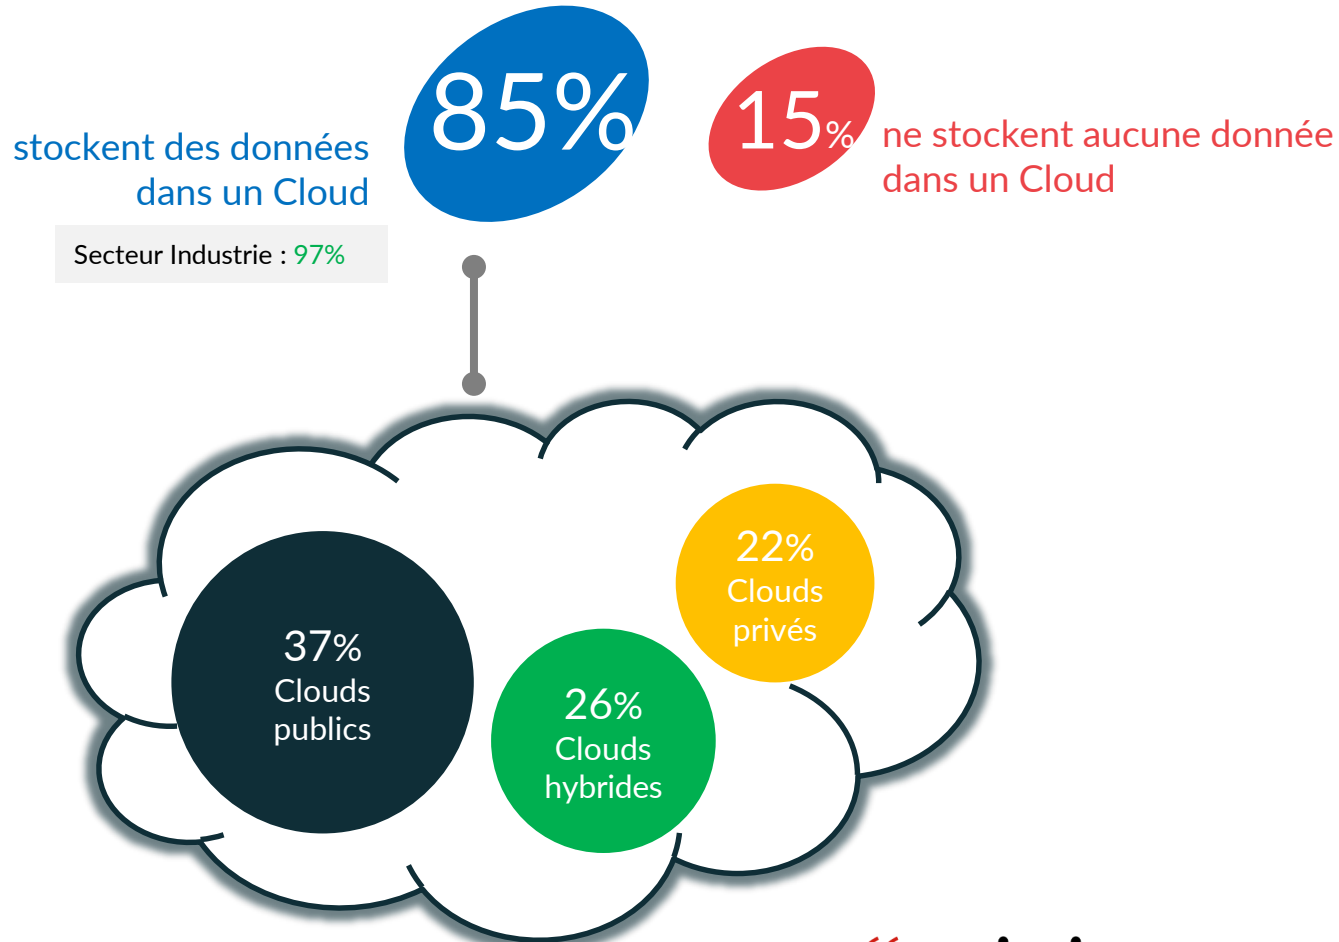 85%
stockent des données
dans un Cloud
Secteur Industrie : 97%
15%
ne stockent aucune donnée
dans un Cloud
37%
Clouds
publics
26%
Clouds
hybrides
22%
Clouds
privés